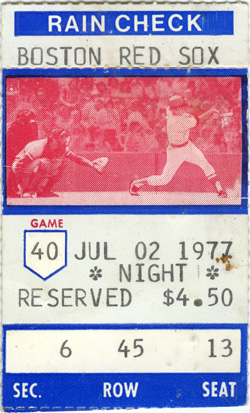 RAIN CHECK
BOSTON RED SOX
GAME
40 JUL 02 1977
* NIGHT *
RESERVED $4.50
6 45 13
SEC. ROW SEAT